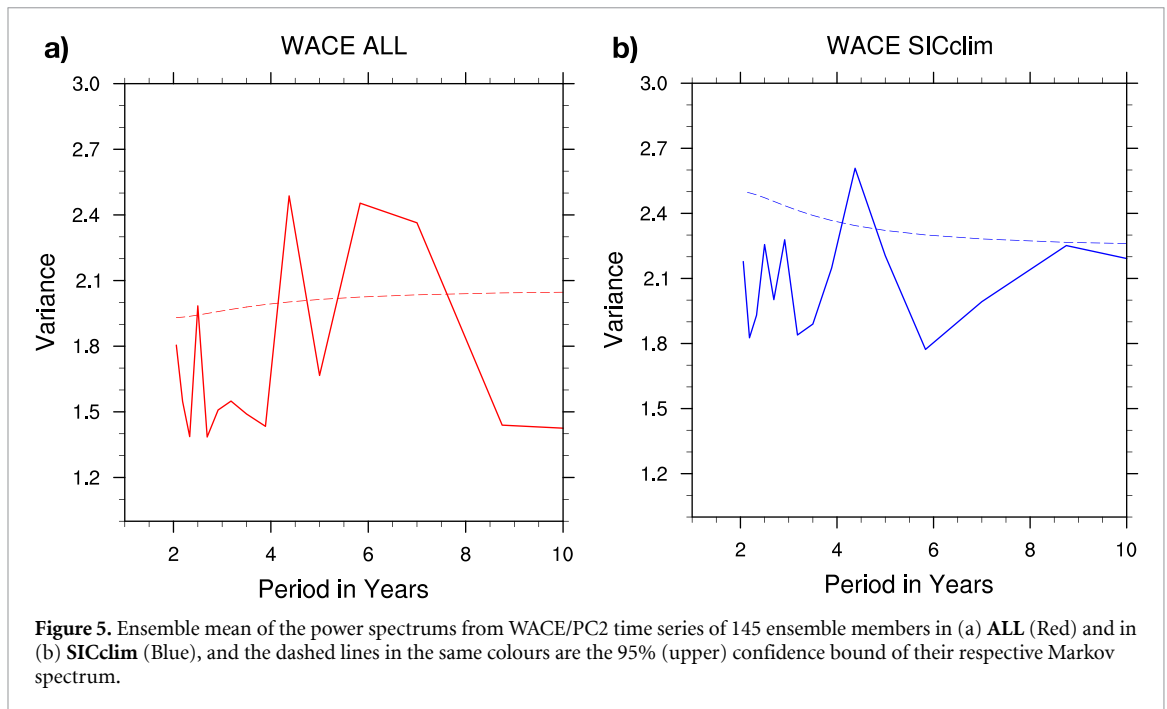 a)
WACE ALL
3.0
2.7
2.4
2.1
1.8
1.5
1.2
Variance
2 4 6 8 10
Period in Years
b)
WACE SICclim
3.0
2.7
2.4
2.1
1.8
1.5
1.2
Variance
2 4 6 8 10
Period in Years
Figure 5. Ensemble mean of the power spectrums from WACE/PC2 time series of 145 ensemble members in (a) ALL (Red) and in
(b) SICclim (Blue), and the dashed lines in the same colours are the 95% (upper) confidence bound of their respective Markov
spectrum.